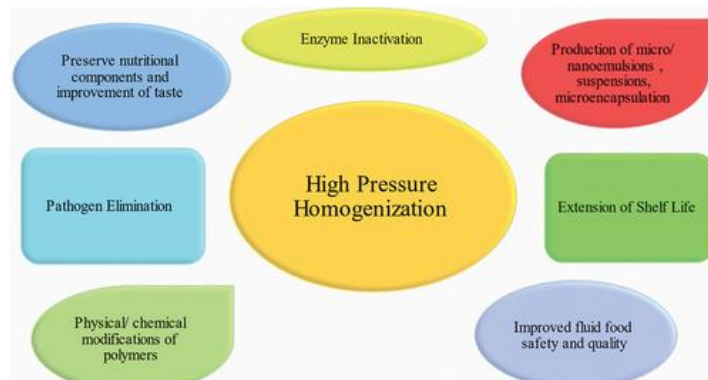 Enzyme Inactivation
Preserve nutritional
components and
improvement of taste
Production of micro/
nanoemulsions ,
suspensions,
microencapsulation
High Pressure
Homogenization
Pathogen Elimination
Extension of Shelf Life
Physical/ chemical
modifications of
polymers
Improved fluid food
safety and quality